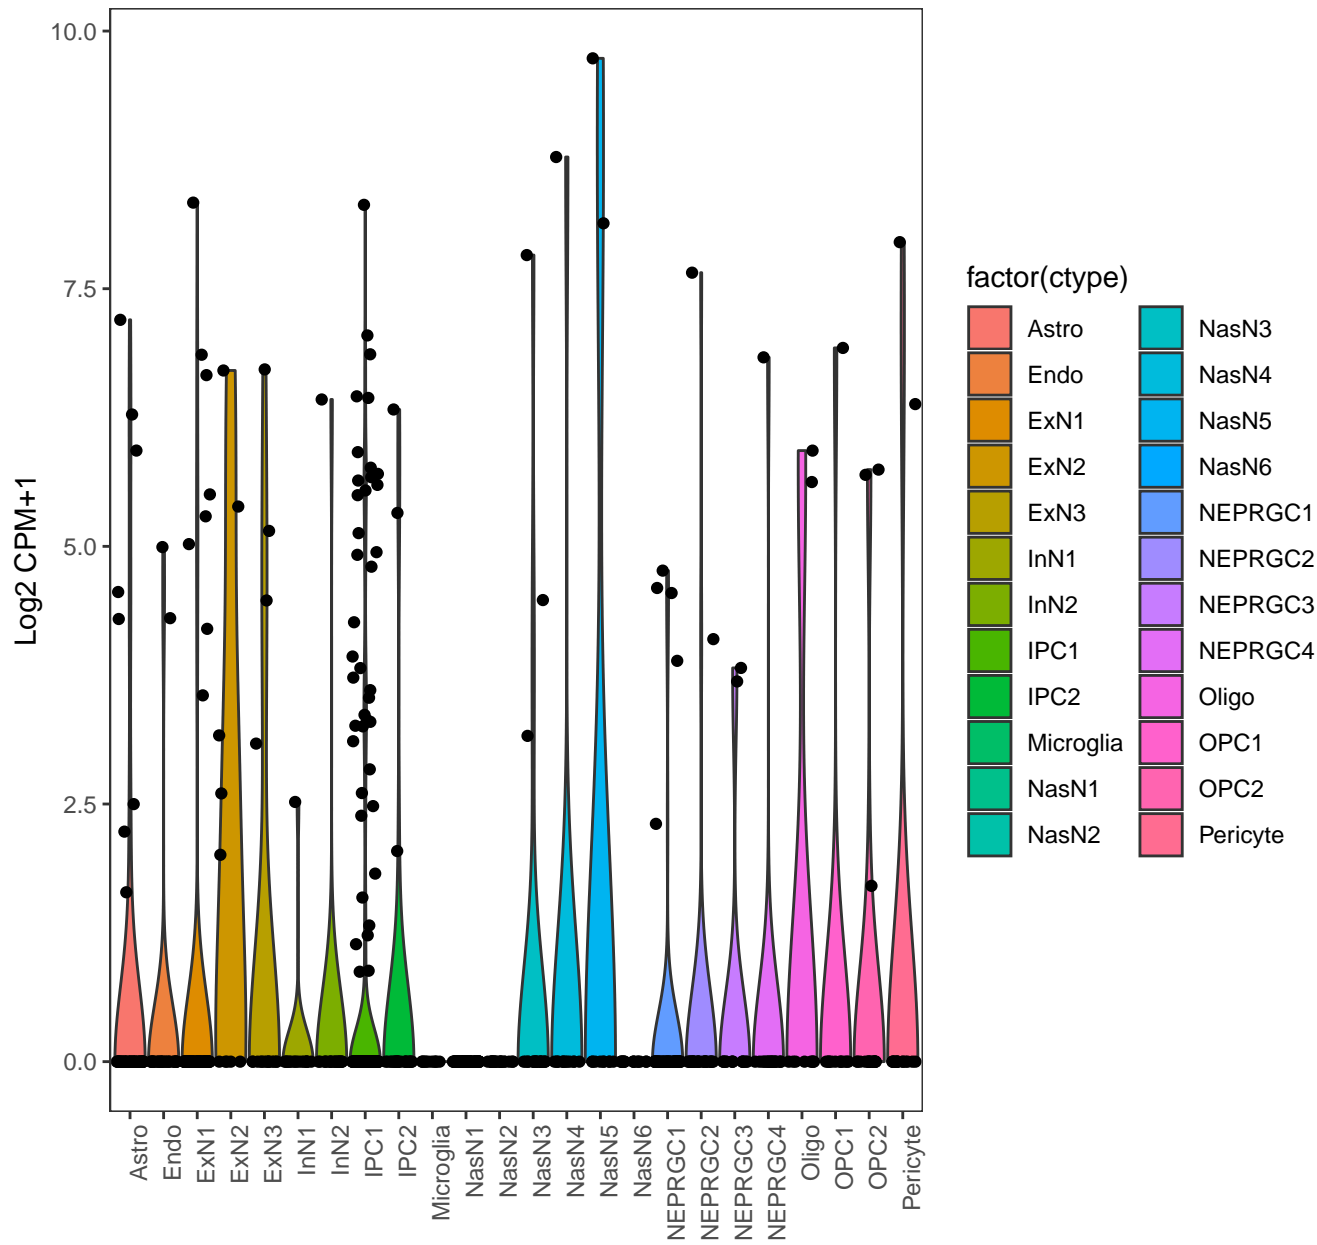 10.0
7.5
5.0
2.5
0.0
Log2 CPM+1
Astro
Endo
ExN1
ExN2
ExN3
InN1
InN2
IPC1
IPC2
Microglia
NasN1
NasN2
NasN3
NasN4
NasN5
NasN6
NEPRGC1
NEPRGC2
NEPRGC3
NEPRGC4
Oligo
OPC1
OPC2
Pericyte
factor(ctype)
Astro
Endo
ExN1
ExN2
ExN3
InN1
InN2
IPC1
IPC2
Microglia
NasN1
NasN2
NasN3
NasN4
NasN5
NasN6
NEPRGC1
NEPRGC2
NEPRGC3
NEPRGC4
Oligo
OPC1
OPC2
Pericyte